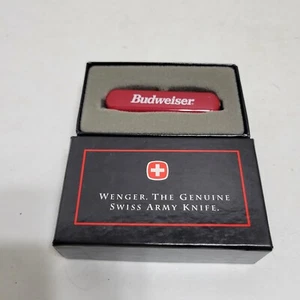 Budweiser
WENGER. THE GENUINE
SWISS ARMY KNIFE.